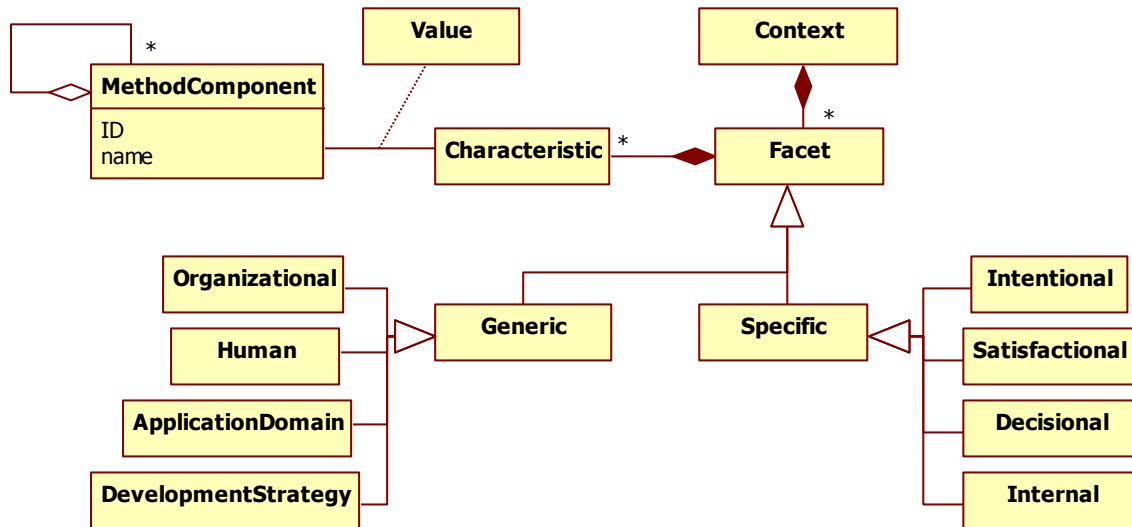 Value
Context
*
MethodComponent
ID
name
*
Characteristic
*
Facet
Organizational
Intentional
Generic
Specific
Human
Satisfactional
ApplicationDomain
Decisional
DevelopmentStrategy
Internal